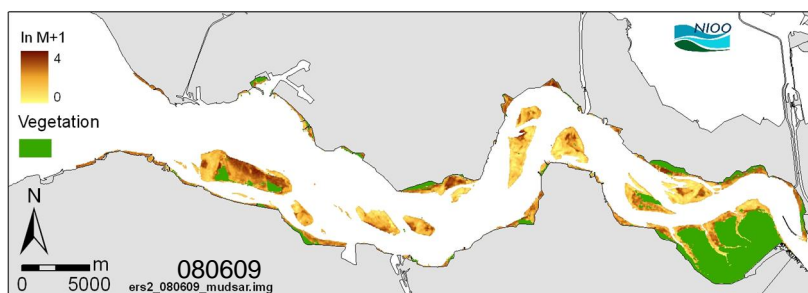 ln M+1
4
0
Vegetation
N
m
0 5000
080609
ers2_080609_mudsar.img
NIOO